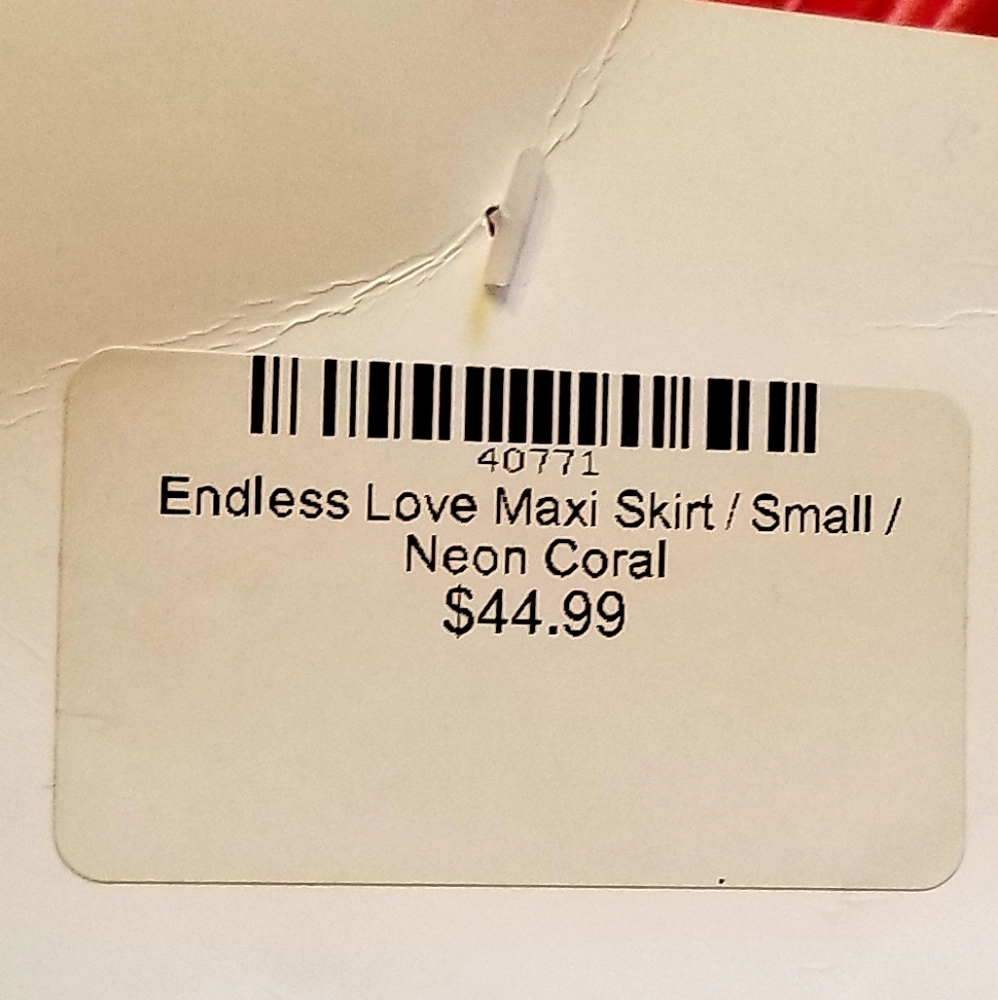 40771
Endless Love Maxi Skirt / Small /
Neon Coral
$44.99